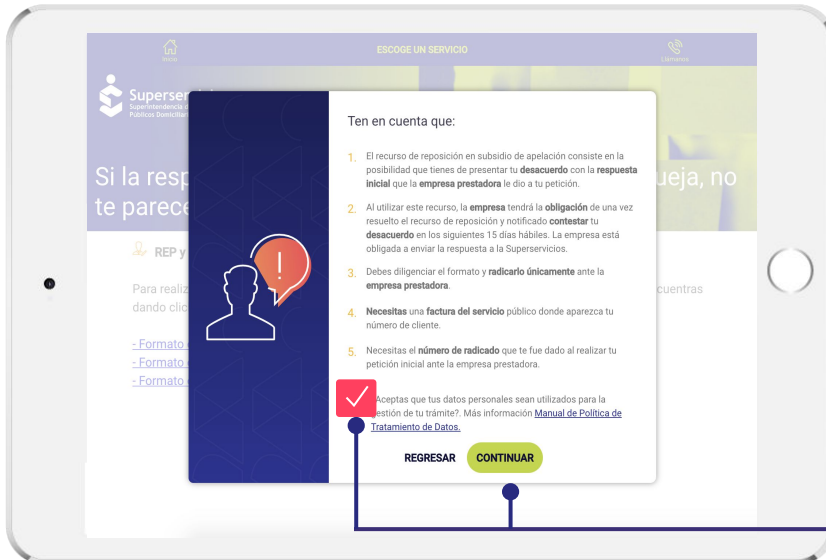 Inicio
ESCOGE UN SERVICIO
Llámanos
Superser
Superintendencia d
Públicos Domiciliar
Si la resp
ueja, no
te parece
REP y
Para realiz
cuentras
dando clic
- Formato
- Formato
- Formato
Ten en cuenta que:
1. El recurso de reposición en subsidio de apelación consiste en la
posibilidad que tienes de presentar tu desacuerdo con la respuesta
inicial que la empresa prestadora le dio a tu petición.
2. Al utilizar este recurso, la empresa tendrá la obligación de una vez
resuelto el recurso de reposición y notificado contestar tu
desacuerdo en los siguientes 15 días hábiles. La empresa está
obligada a enviar la respuesta a la Superservicios.
3. Debes diligenciar el formato y radicarlo únicamente ante la
empresa prestadora.
4. Necesitas una factura del servicio público donde aparezca tu
número de cliente.
5. Necesitas el número de radicado que te fue dado al realizar tu
petición inicial ante la empresa prestadora.
Aceptas que tus datos personales sean utilizados para la
gestión de tu trámite?. Más información Manual de Política de
Tratamiento de Datos.
REGRESAR
CONTINUAR